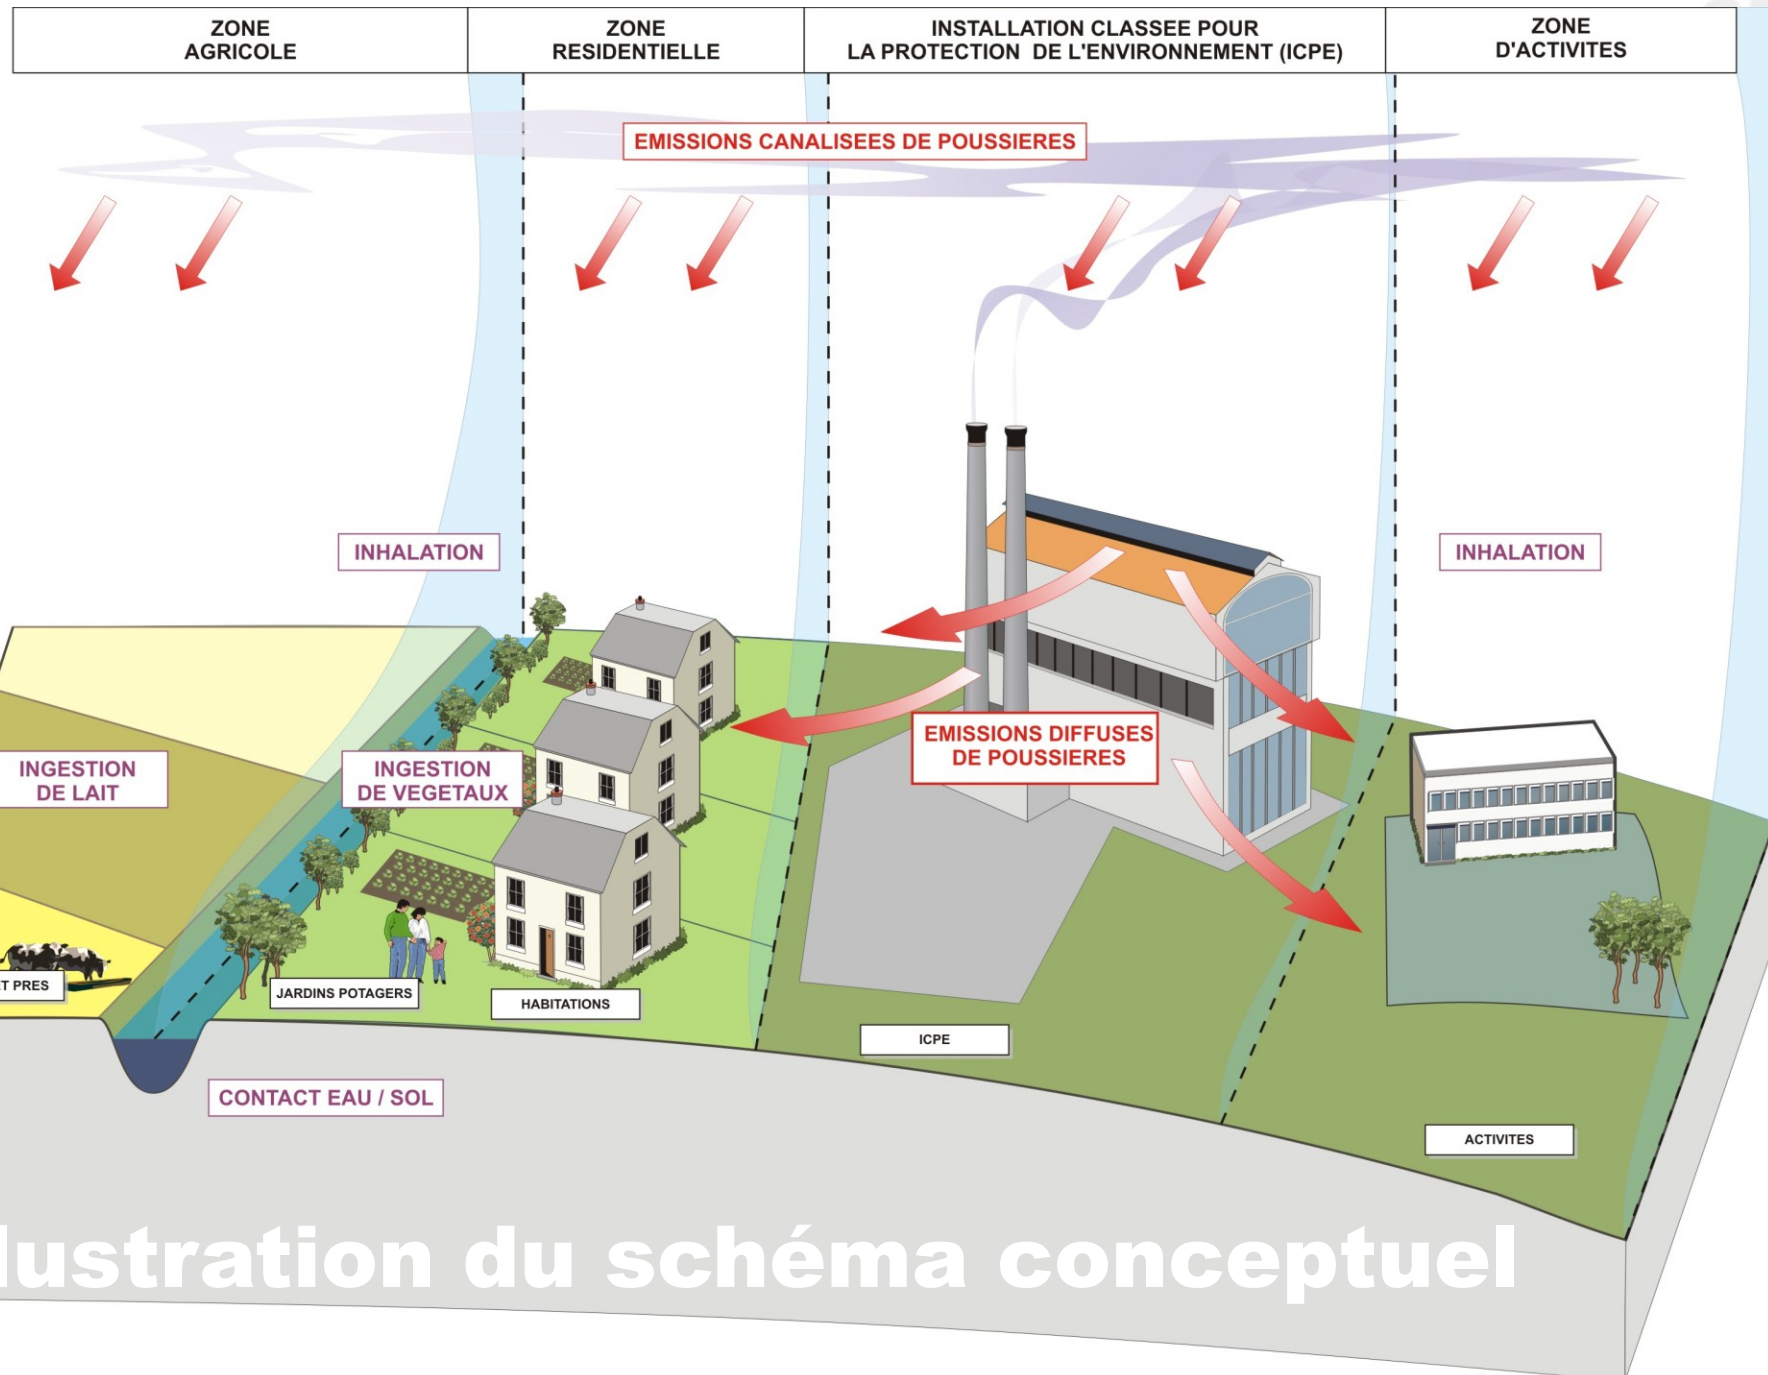 ZONE
AGRICOLE
ZONE
RESIDENTIELLE
INSTALLATION CLASSEE POUR
LA PROTECTION DE L'ENVIRONNEMENT (ICPE)
ZONE
D'ACTIVITES
EMISSIONS CANALISEES DE POUSSIERES
INHALATION
INHALATION
EMISSIONS DIFFUSES
DE POUSSIERES
INGESTION
DE LAIT
INGESTION
DE VEGETAUX
PRES
JARDINS POTAGERS
HABITATIONS
ICPE
CONTACT EAU / SOL
ACTIVITES
lustration du schéma conceptuel